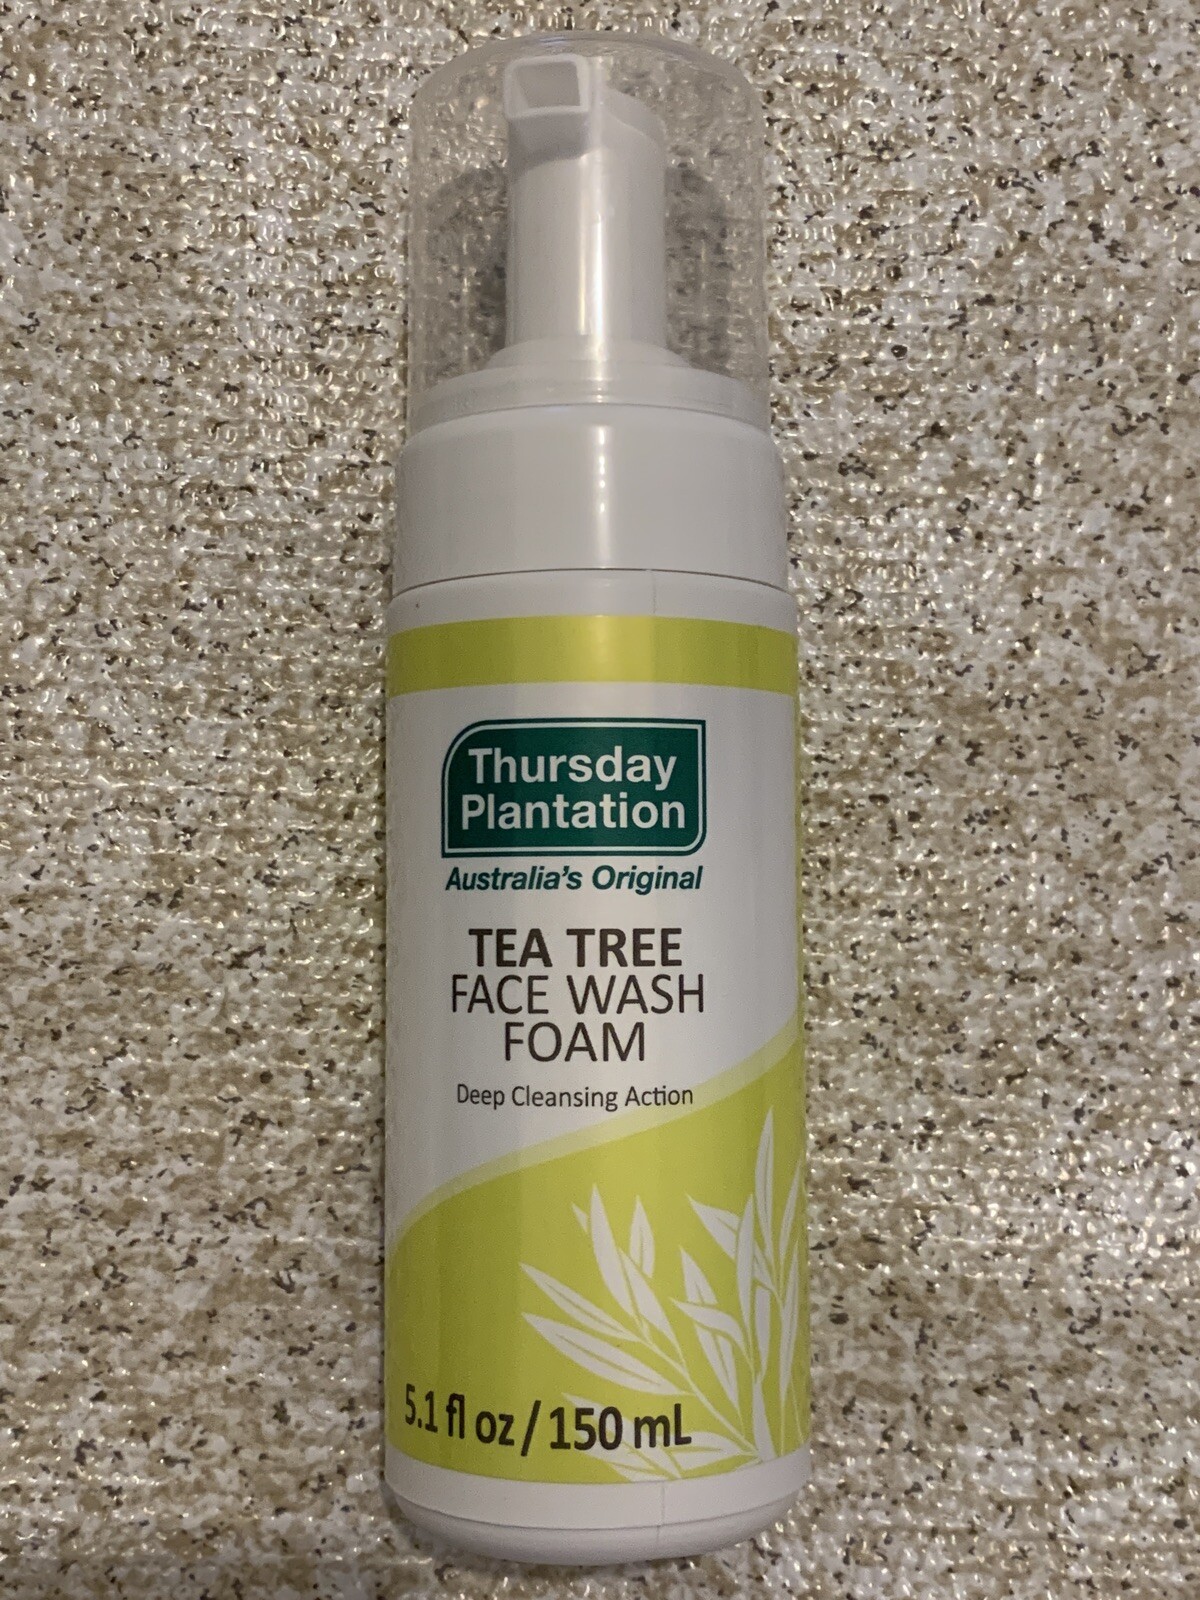 Thursday
Plantation
Australia's Original
TEA TREE
FACE WASH
FOAM
Deep Cleansing Action
5.1 fl oz / 150 mL